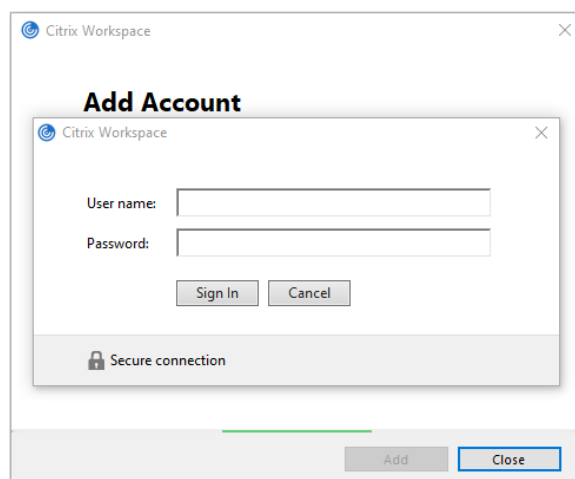 Citrix Workspace
Add Account
Citrix Workspace
User name:
Password:
Sign In Cancel
Secure connection
Add Close